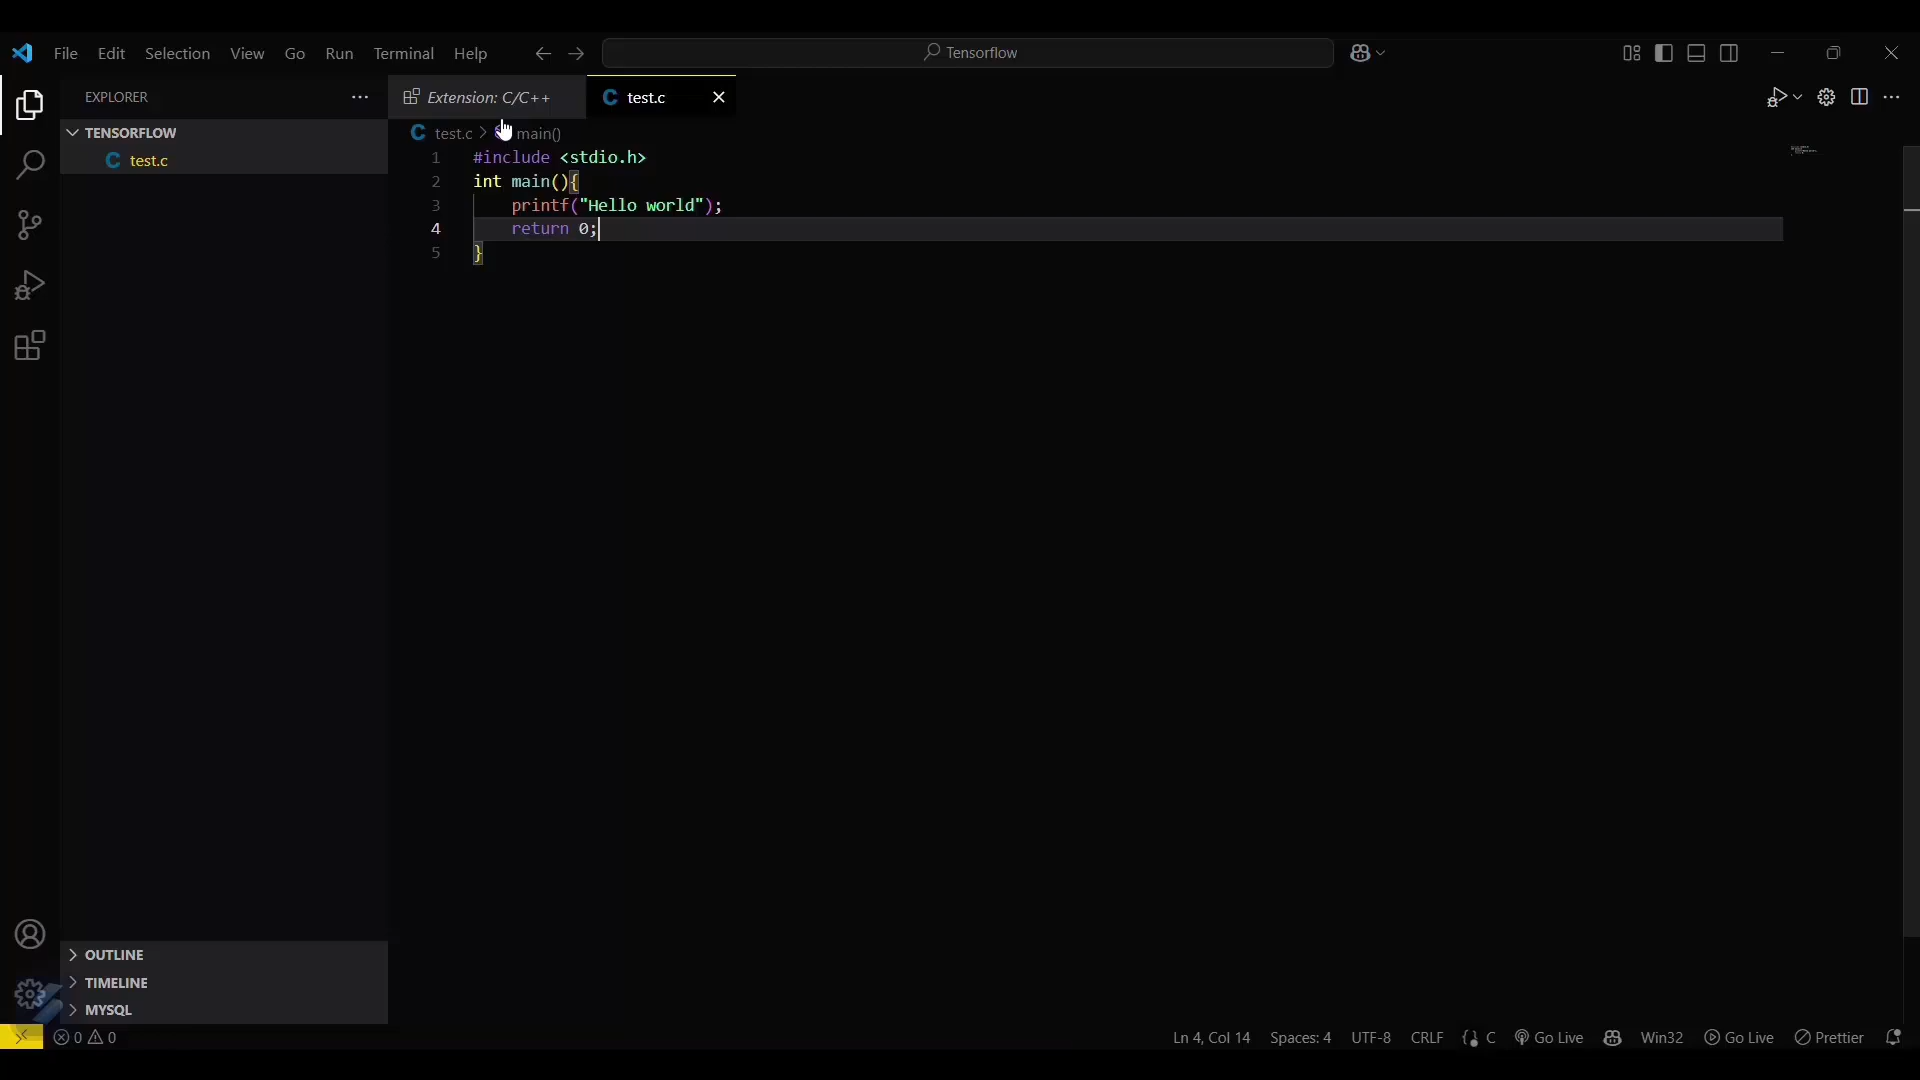 File Edit Selection View Go Run Terminal Help Tensorflow
EXPLORER
Extension: C/C++
C test.c
TENSORFLOW
C test.c
C test.c > main()
1 #include <stdio.h>
2 int main(){
3 printf("Hello world");
4 return 0;
5 }
OUTLINE
TIMELINE
MYSQL
0 0 Ln 4, Col 14 Spaces: 4 UTF-8 CRLF {} C Go Live Win32 Go Live Prettier